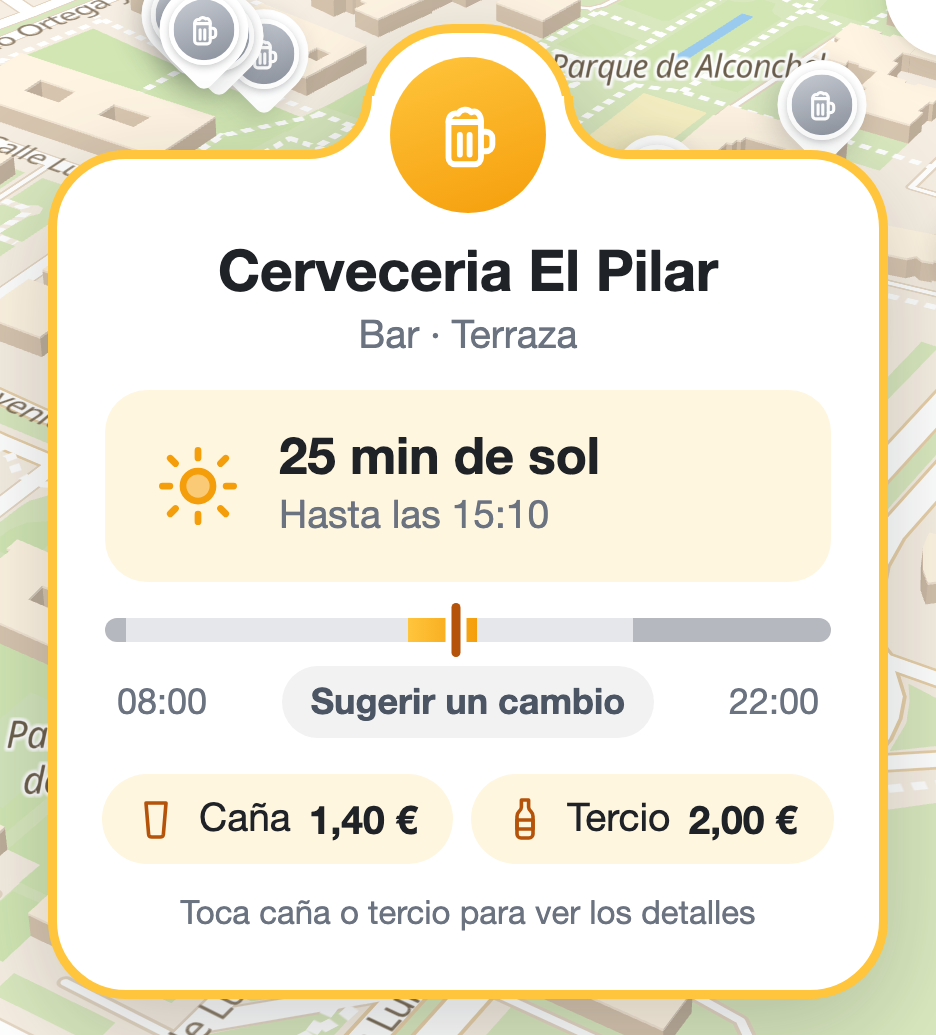 Parque de Alconchel
Cerveceria El Pilar
Bar · Terraza
25 min de sol
Hasta las 15:10
08:00
Sugerir un cambio
22:00
Caña 1,40 €
Tercio 2,00 €
Toca caña o tercio para ver los detalles